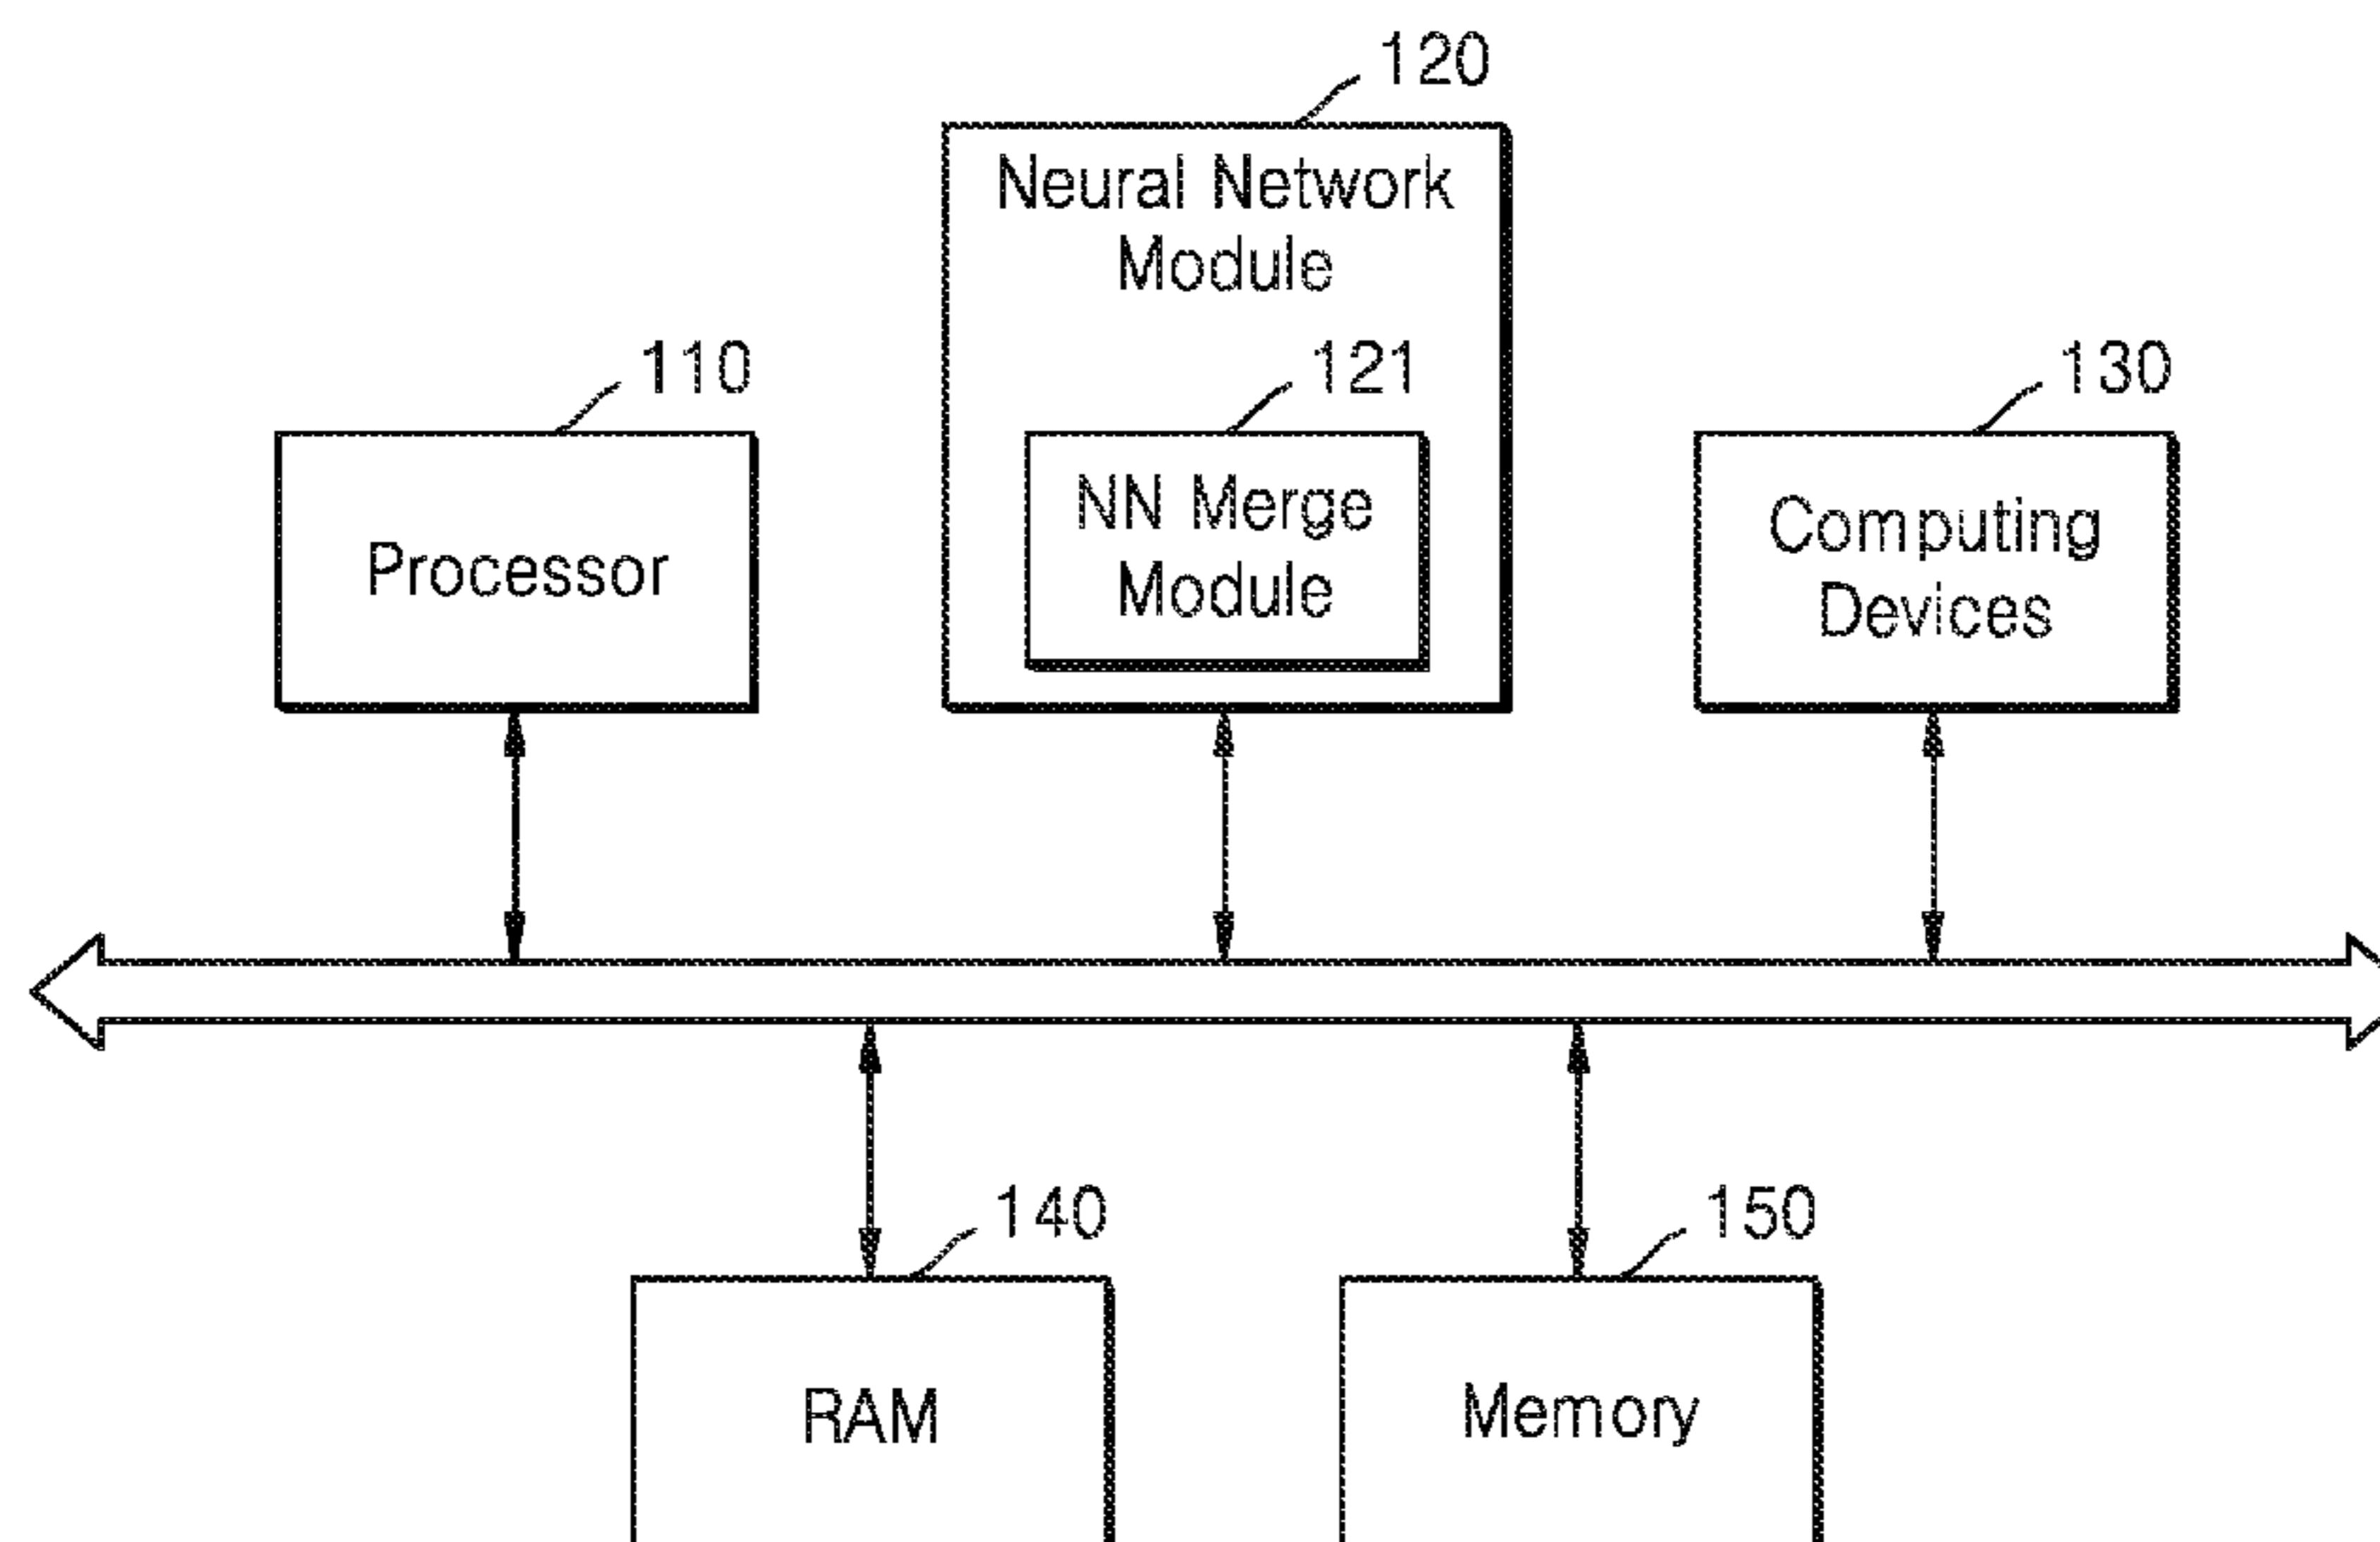 120
Neural Network
Module
110
121
130
Processor
NN Merge
Module
Computing
Devices
140
150
RAM
Memory